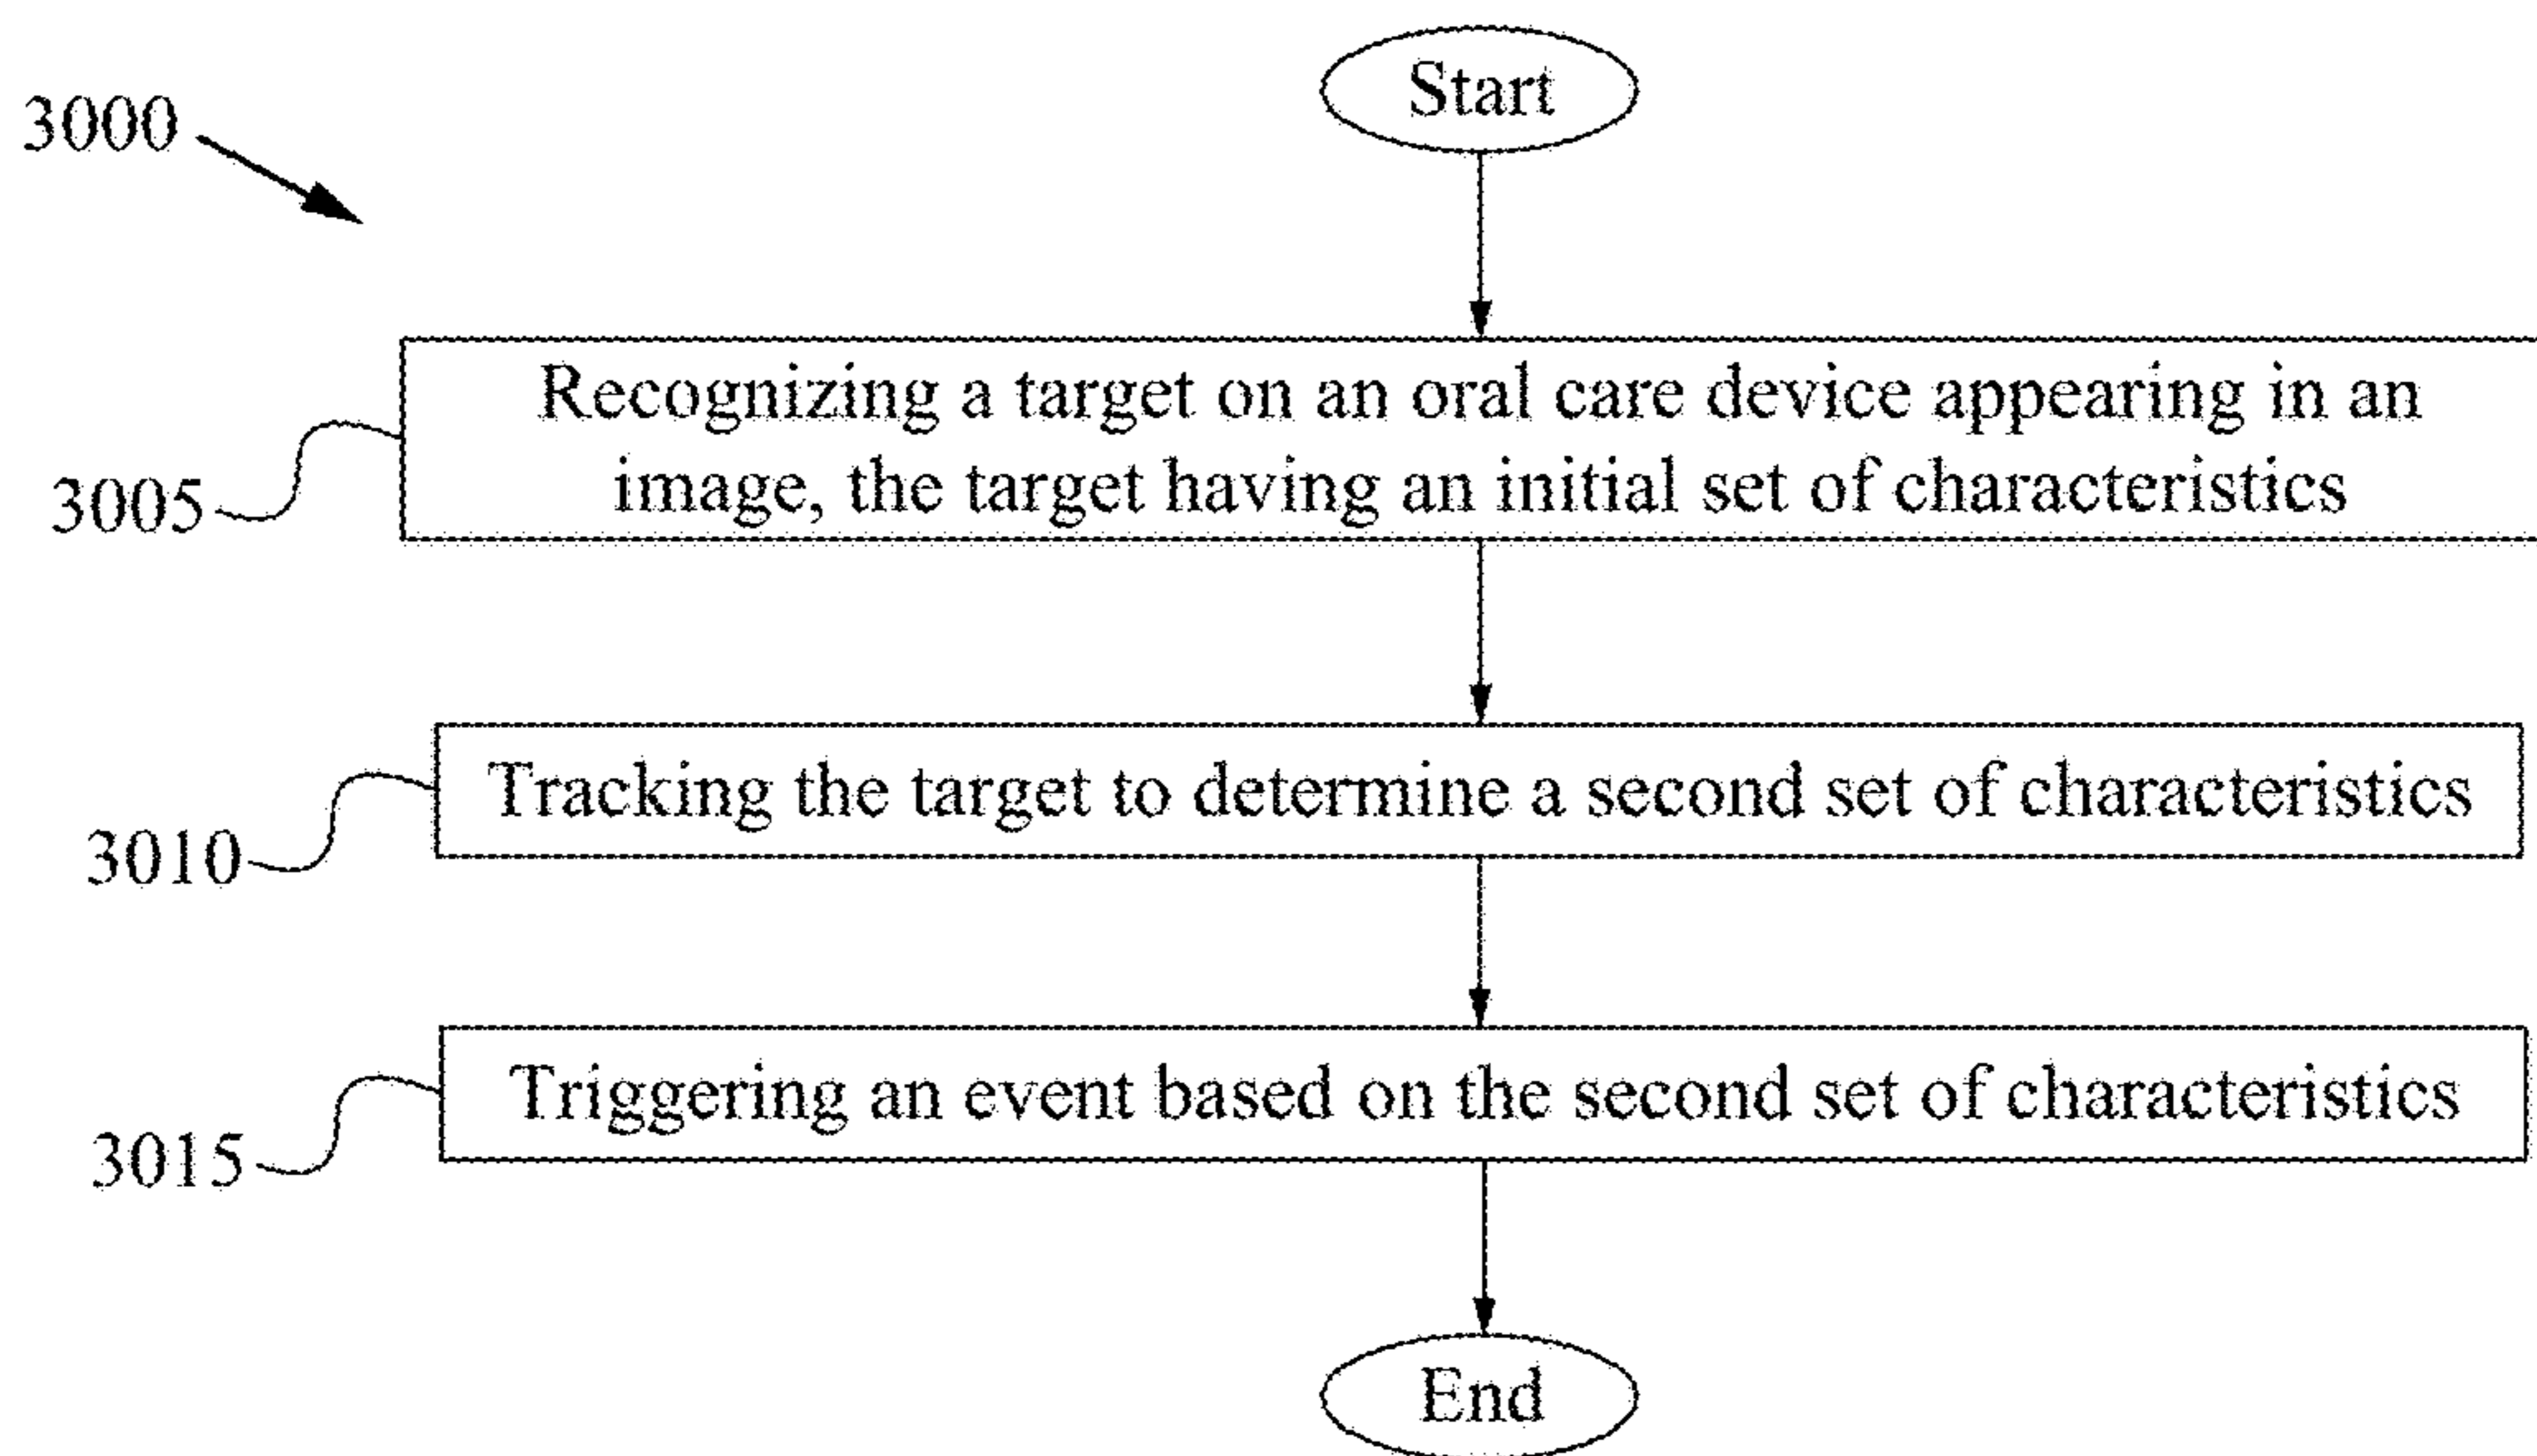 Start
3000
Recognizing a target on an oral care device appearing in an
image, the target having an initial set of characteristics
3005
Tracking the target to determine a second set of characteristics
3010
Triggering an event based on the second set of characteristics
3015
End